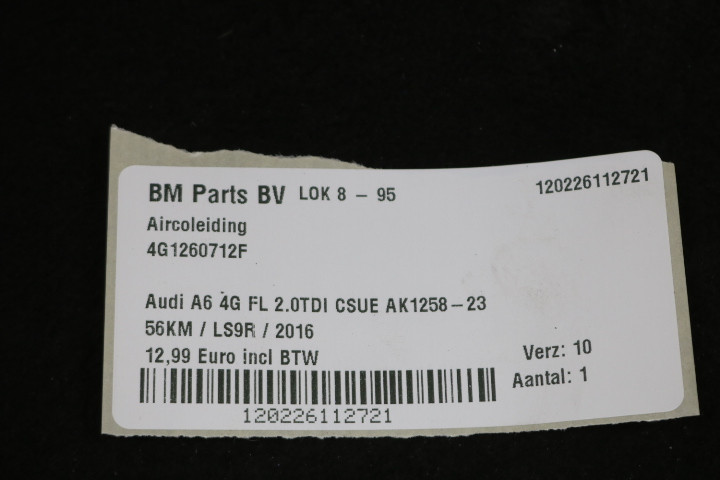 BM Parts BV LOK 8 - 95 120226112721
Aircoleiding
4G1260712F
Audi A6 4G FL 2.0TDI CSUE AK1258-23
56KM / LS9R / 2016
12,99 Euro incl BTW Verz: 10
Aantal: 1
120226112721